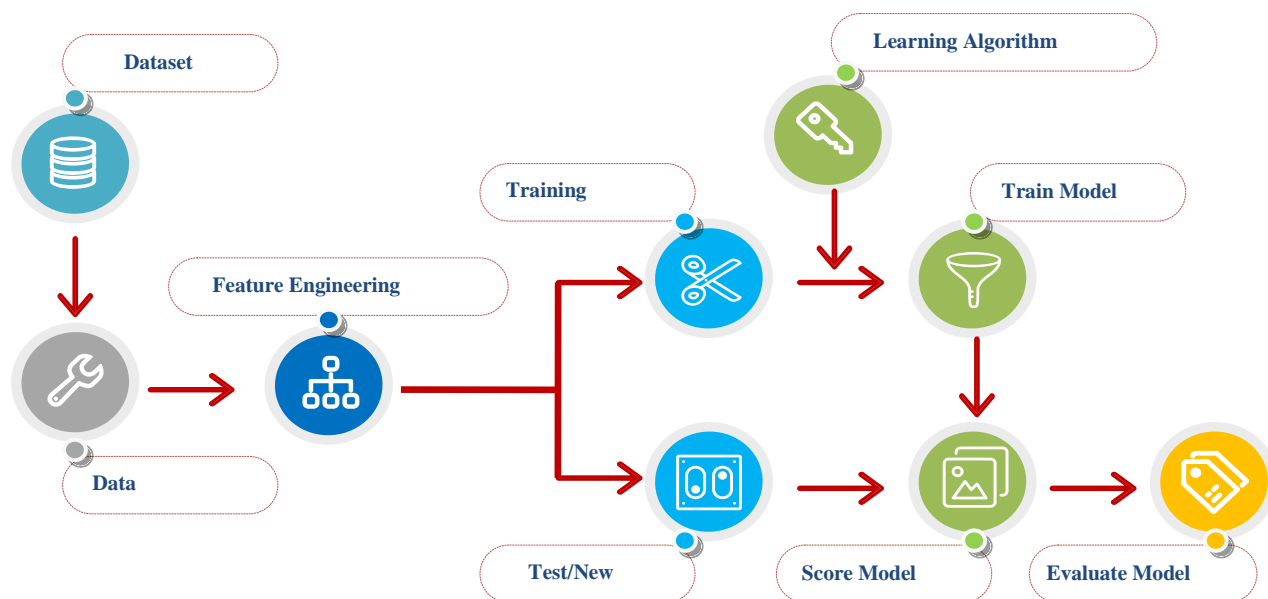 Dataset
Learning Algorithm
Training
Train Model
Feature Engineering
Data
Test/New
Score Model
Evaluate Model